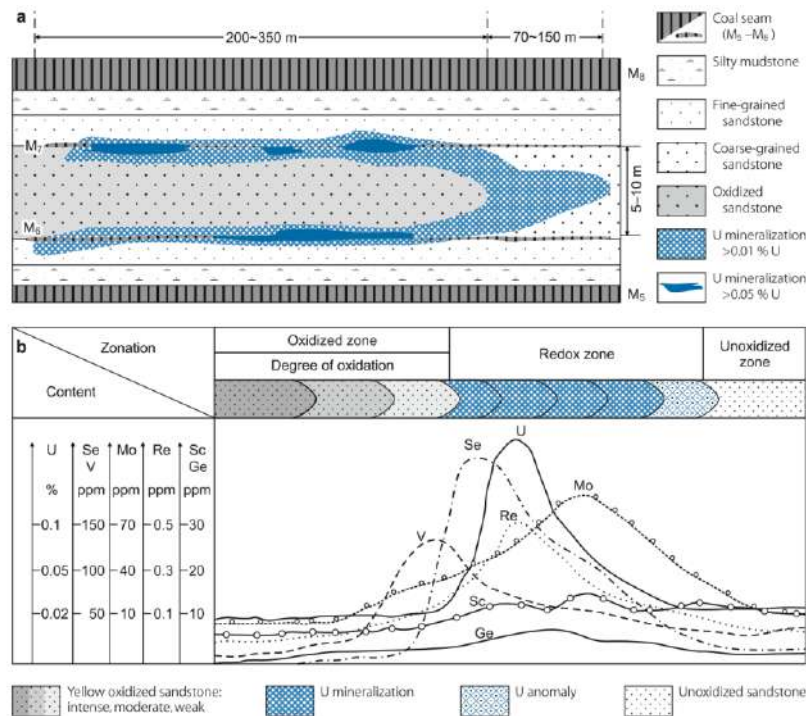 a
200~350 m
70~150 m
M8
M7
M6
M5
5–10 m
Coal seam
(M5 –M8)
Silty mudstone
Fine-grained
sandstone
Coarse-grained
sandstone
Oxidized
sandstone
U mineralization
>0.01 % U
U mineralization
>0.05 % U
b
Zonation
Content
Oxidized zone
Degree of oxidation
Redox zone
Unoxidized
zone
U Se Mo Re Sc
V Ge
% ppm ppm ppm ppm
0.1 150 70 0.5 30
0.05 100 40 0.3 20
0.02 50 10 0.1 10
U
Se
Mo
Re
V
Sc
Ge
Yellow oxidized sandstone:
intense, moderate, weak
U mineralization
U anomaly
Unoxidized sandstone